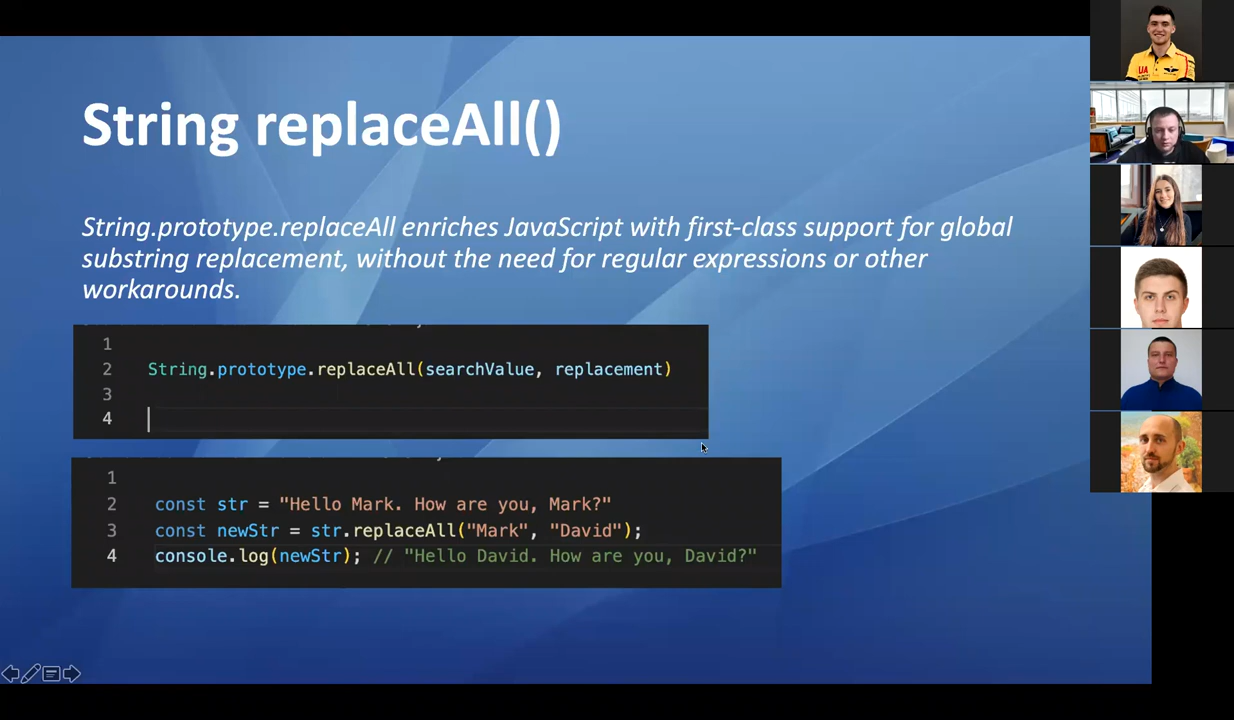 String replaceAll()
String.prototype.replaceAll enriches JavaScript with first-class support for global
substring replacement, without the need for regular expressions or other
workarounds.
1
2 String.prototype.replaceAll(searchValue, replacement)
3
4
1
2 const str = "Hello Mark. How are you, Mark?"
3 const newStr = str.replaceAll("Mark", "David");
4 console.log(newStr); // "Hello David. How are you, David?"
UA